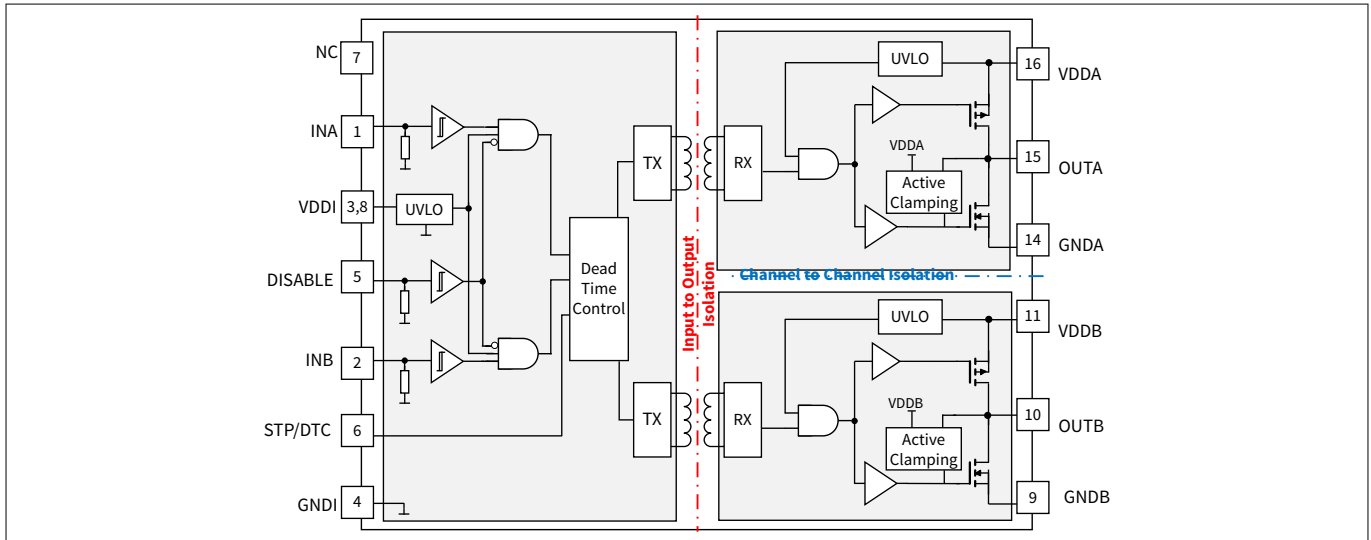 NC
7
INA
1
VDDI
3,8
UVLO
DISABLE
5
INB
2
STP/DTC
6
GNDI
4
Dead
Time
Control
TX
TX
Input to Output
Isolation
RX
UVLO
VDDA
Active
Clamping
16
VDDA
15
OUTA
14
GNDA
Channel to Channel Isolation
RX
UVLO
VDDB
Active
Clamping
11
VDDB
10
OUTB
9
GNDB